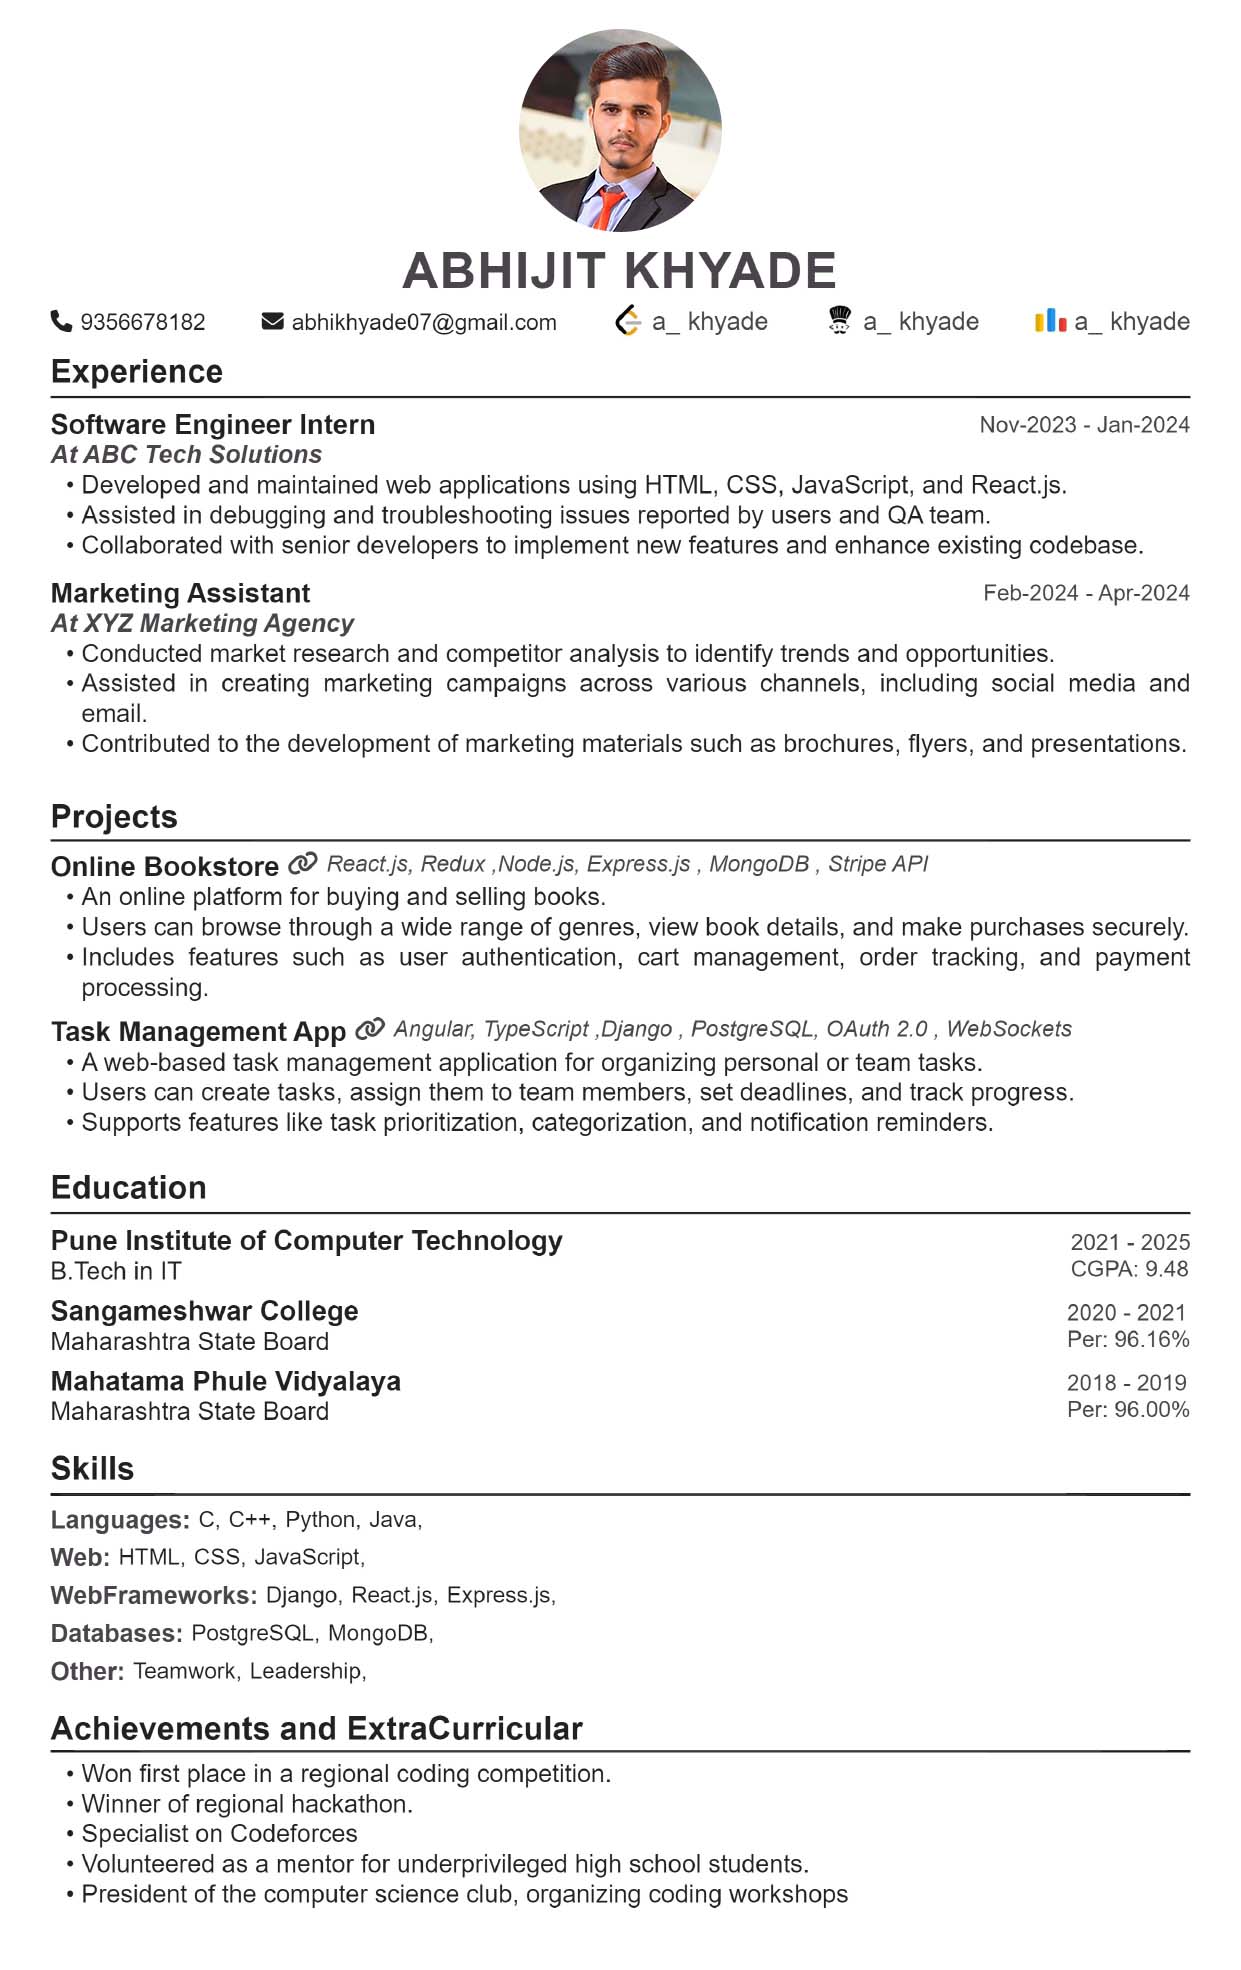 ABHIJIT KHYADE
9356678182 abhikhyade07@gmail.com a_ khyade a_ khyade a_ khyade
Experience
Software Engineer Intern Nov-2023 - Jan-2024
At ABC Tech Solutions
• Developed and maintained web applications using HTML, CSS, JavaScript, and React.js.
• Assisted in debugging and troubleshooting issues reported by users and QA team.
• Collaborated with senior developers to implement new features and enhance existing codebase.
Marketing Assistant Feb-2024 - Apr-2024
At XYZ Marketing Agency
• Conducted market research and competitor analysis to identify trends and opportunities.
• Assisted in creating marketing campaigns across various channels, including social media and
email.
• Contributed to the development of marketing materials such as brochures, flyers, and presentations.
Projects
Online Bookstore React.js, Redux ,Node.js, Express.js , MongoDB , Stripe API
• An online platform for buying and selling books.
• Users can browse through a wide range of genres, view book details, and make purchases securely.
• Includes features such as user authentication, cart management, order tracking, and payment
processing.
Task Management App Angular, TypeScript ,Django , PostgreSQL, OAuth 2.0 , WebSockets
• A web-based task management application for organizing personal or team tasks.
• Users can create tasks, assign them to team members, set deadlines, and track progress.
• Supports features like task prioritization, categorization, and notification reminders.
Education
Pune Institute of Computer Technology 2021 - 2025
B.Tech in IT CGPA: 9.48
Sangameshwar College 2020 - 2021
Maharashtra State Board Per: 96.16%
Mahatama Phule Vidyalaya 2018 - 2019
Maharashtra State Board Per: 96.00%
Skills
Languages: C, C++, Python, Java,
Web: HTML, CSS, JavaScript,
WebFrameworks: Django, React.js, Express.js,
Databases: PostgreSQL, MongoDB,
Other: Teamwork, Leadership,
Achievements and ExtraCurricular
• Won first place in a regional coding competition.
• Winner of regional hackathon.
• Specialist on Codeforces
• Volunteered as a mentor for underprivileged high school students.
• President of the computer science club, organizing coding workshops